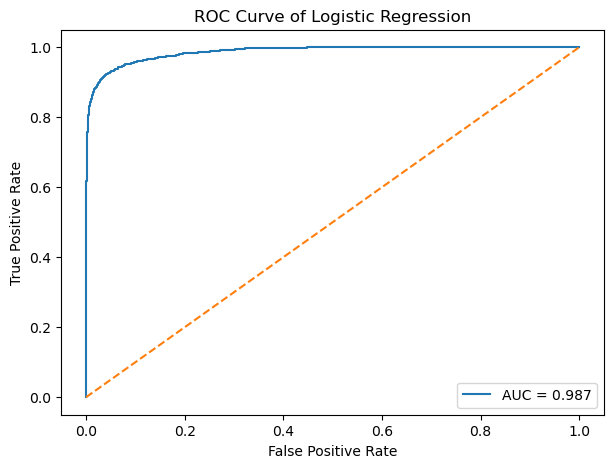 ROC Curve of Logistic Regression
1.0
0.8
0.6
0.4
0.2
0.0
True Positive Rate
AUC = 0.987
0.0 0.2 0.4 0.6 0.8 1.0
False Positive Rate